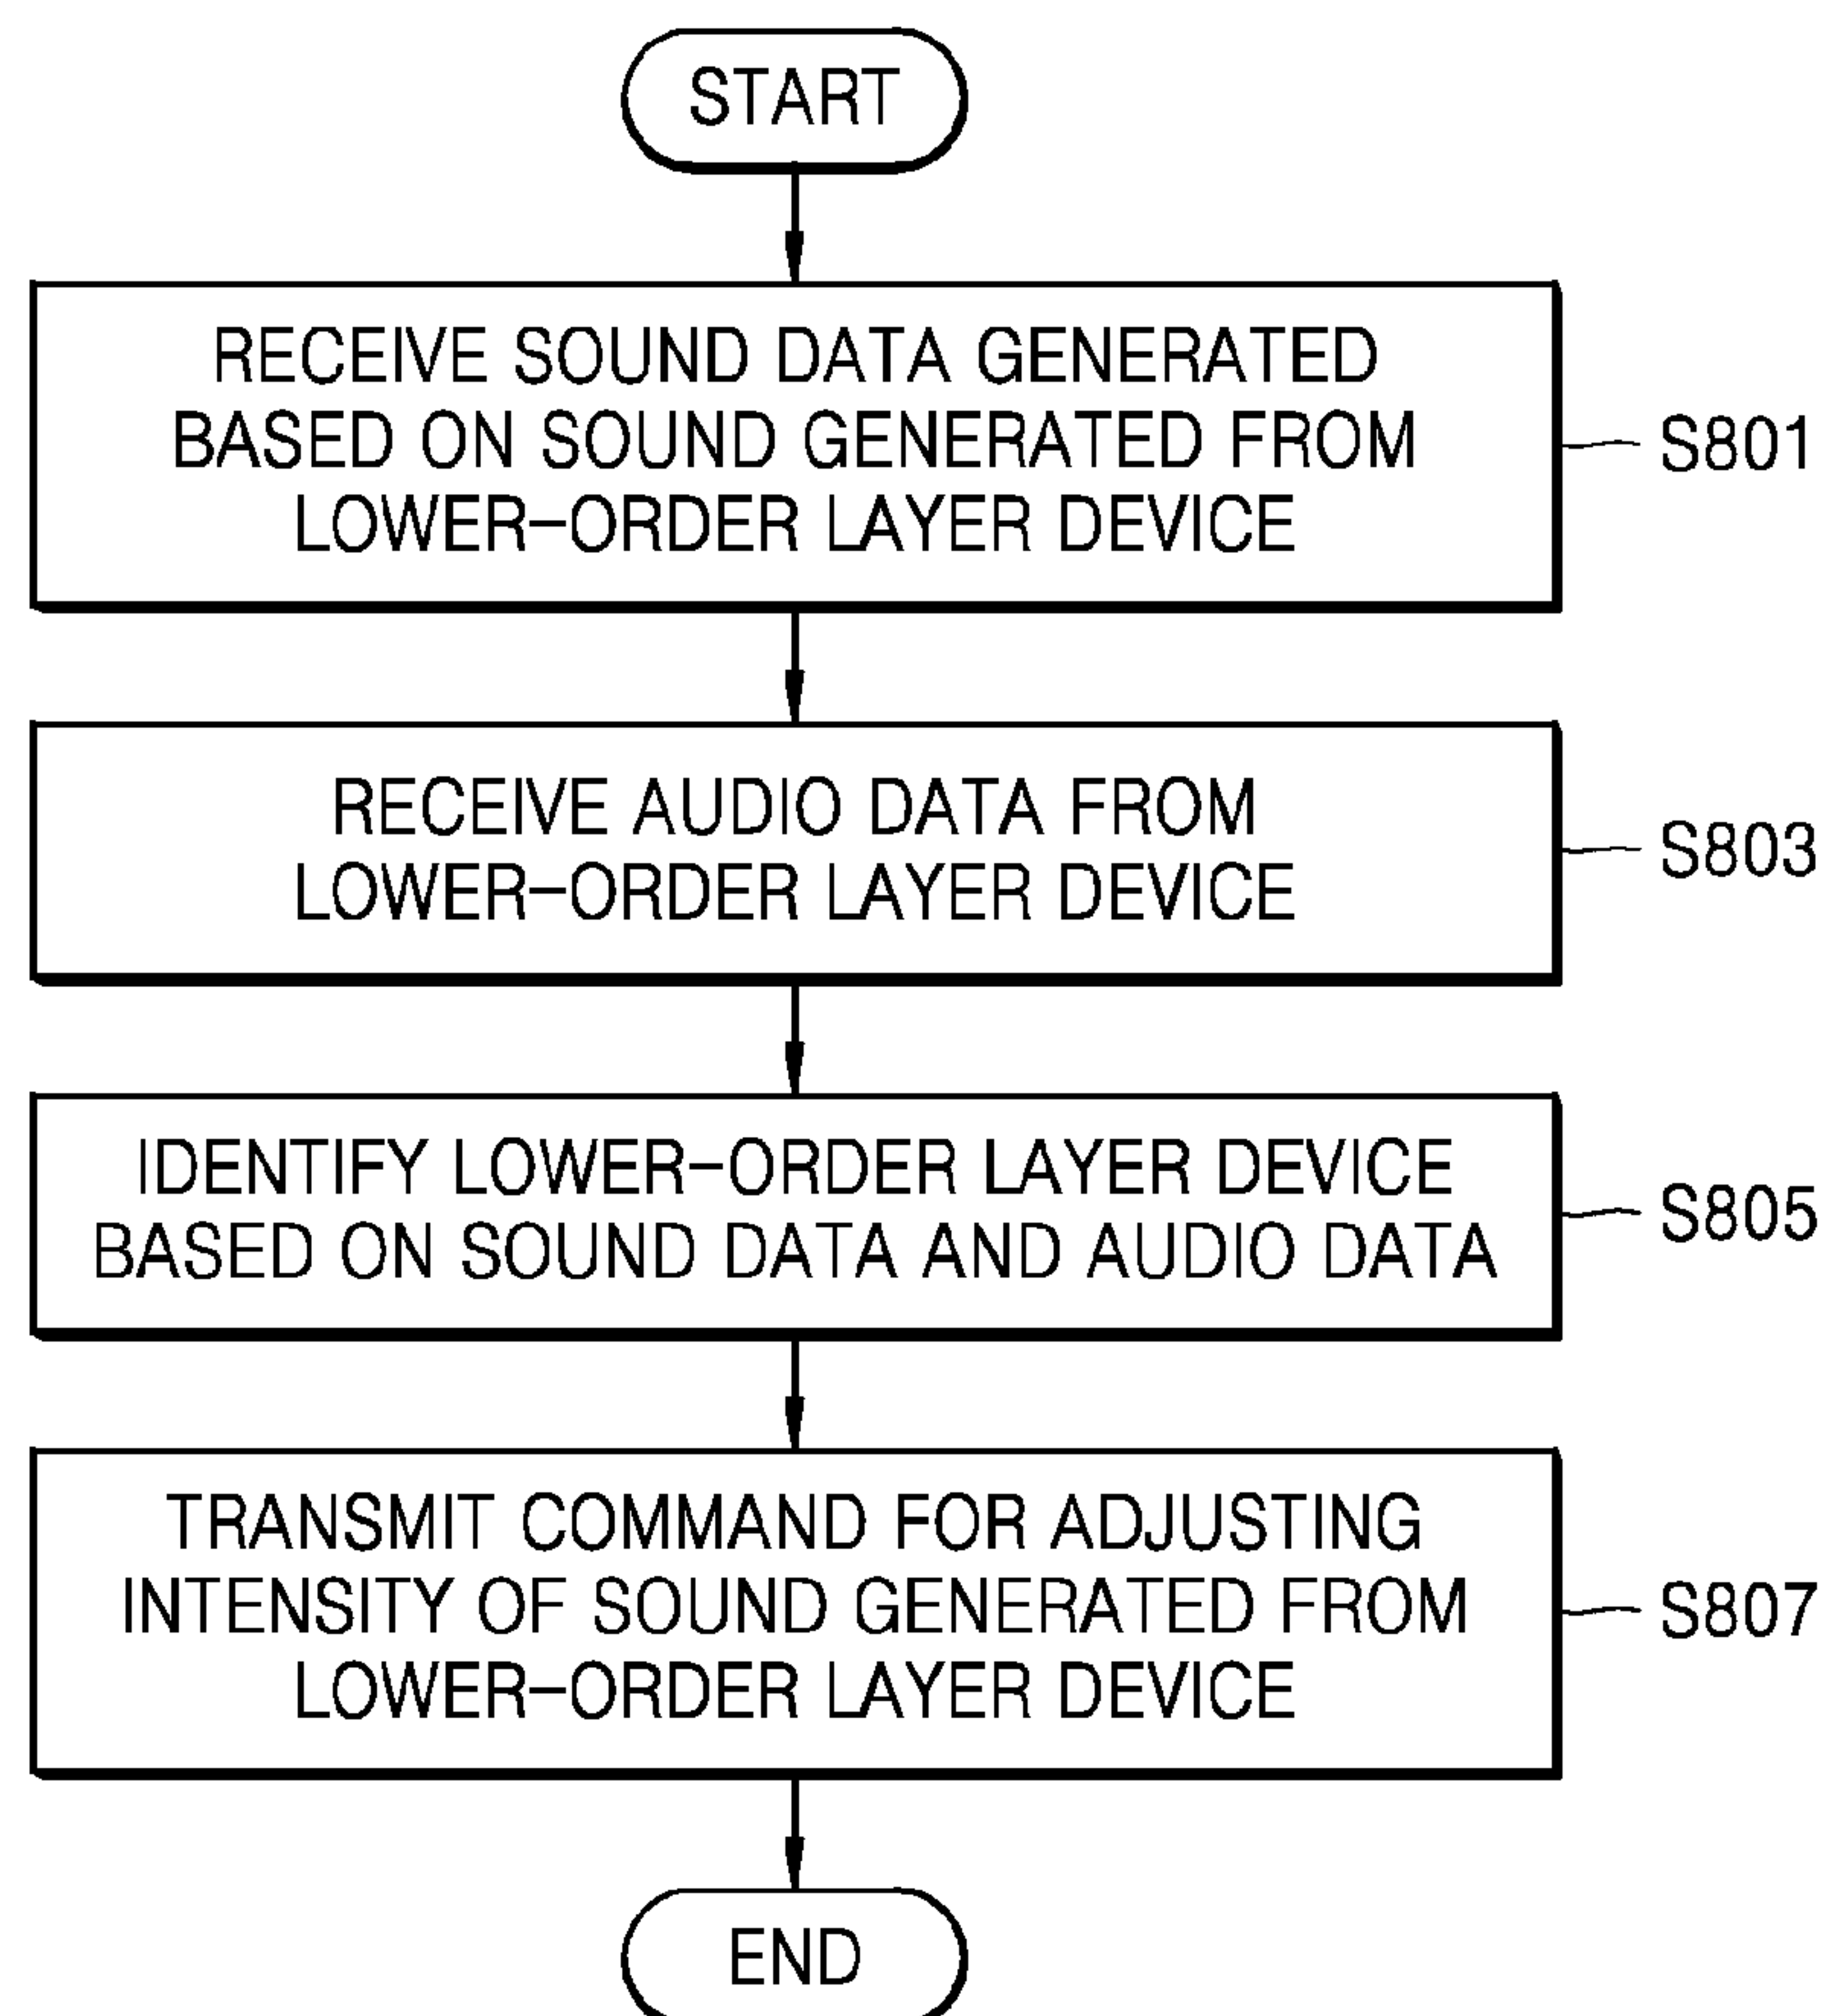 START
RECEIVE SOUND DATA GENERATED
BASED ON SOUND GENERATED FROM
LOWER-ORDER LAYER DEVICE
S801
RECEIVE AUDIO DATA FROM
LOWER-ORDER LAYER DEVICE
S803
IDENTIFY LOWER-ORDER LAYER DEVICE
BASED ON SOUND DATA AND AUDIO DATA
S805
TRANSMIT COMMAND FOR ADJUSTING
INTENSITY OF SOUND GENERATED FROM
LOWER-ORDER LAYER DEVICE
S807
END